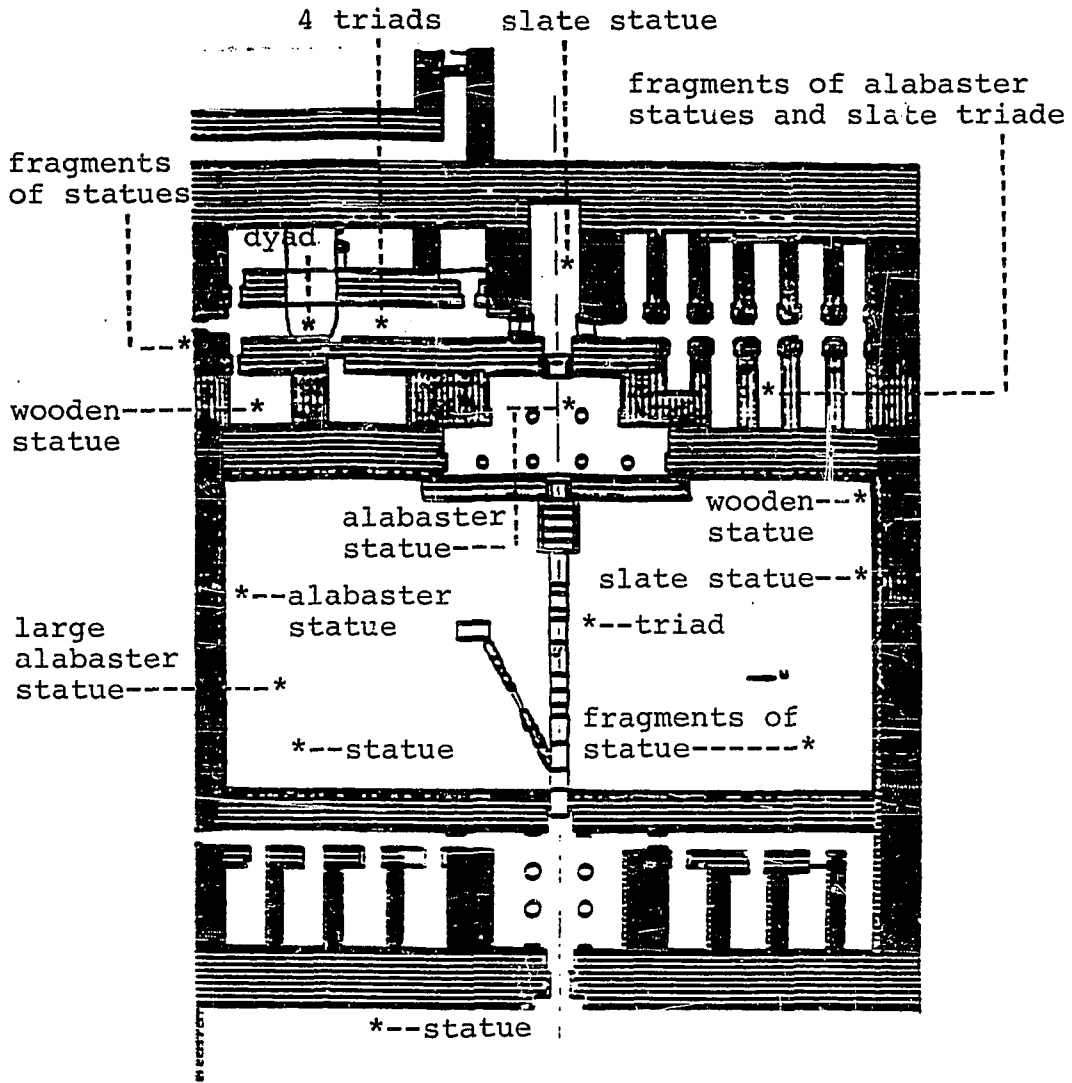 4 triads
slate statue
fragments of alabaster
statues and slate triade
fragments
of statues
dyad
wooden
statue
alabaster
statue
wooden
statue
slate statue
alabaster
statue
triad
large
alabaster
statue
fragments of
statue
statue
statue